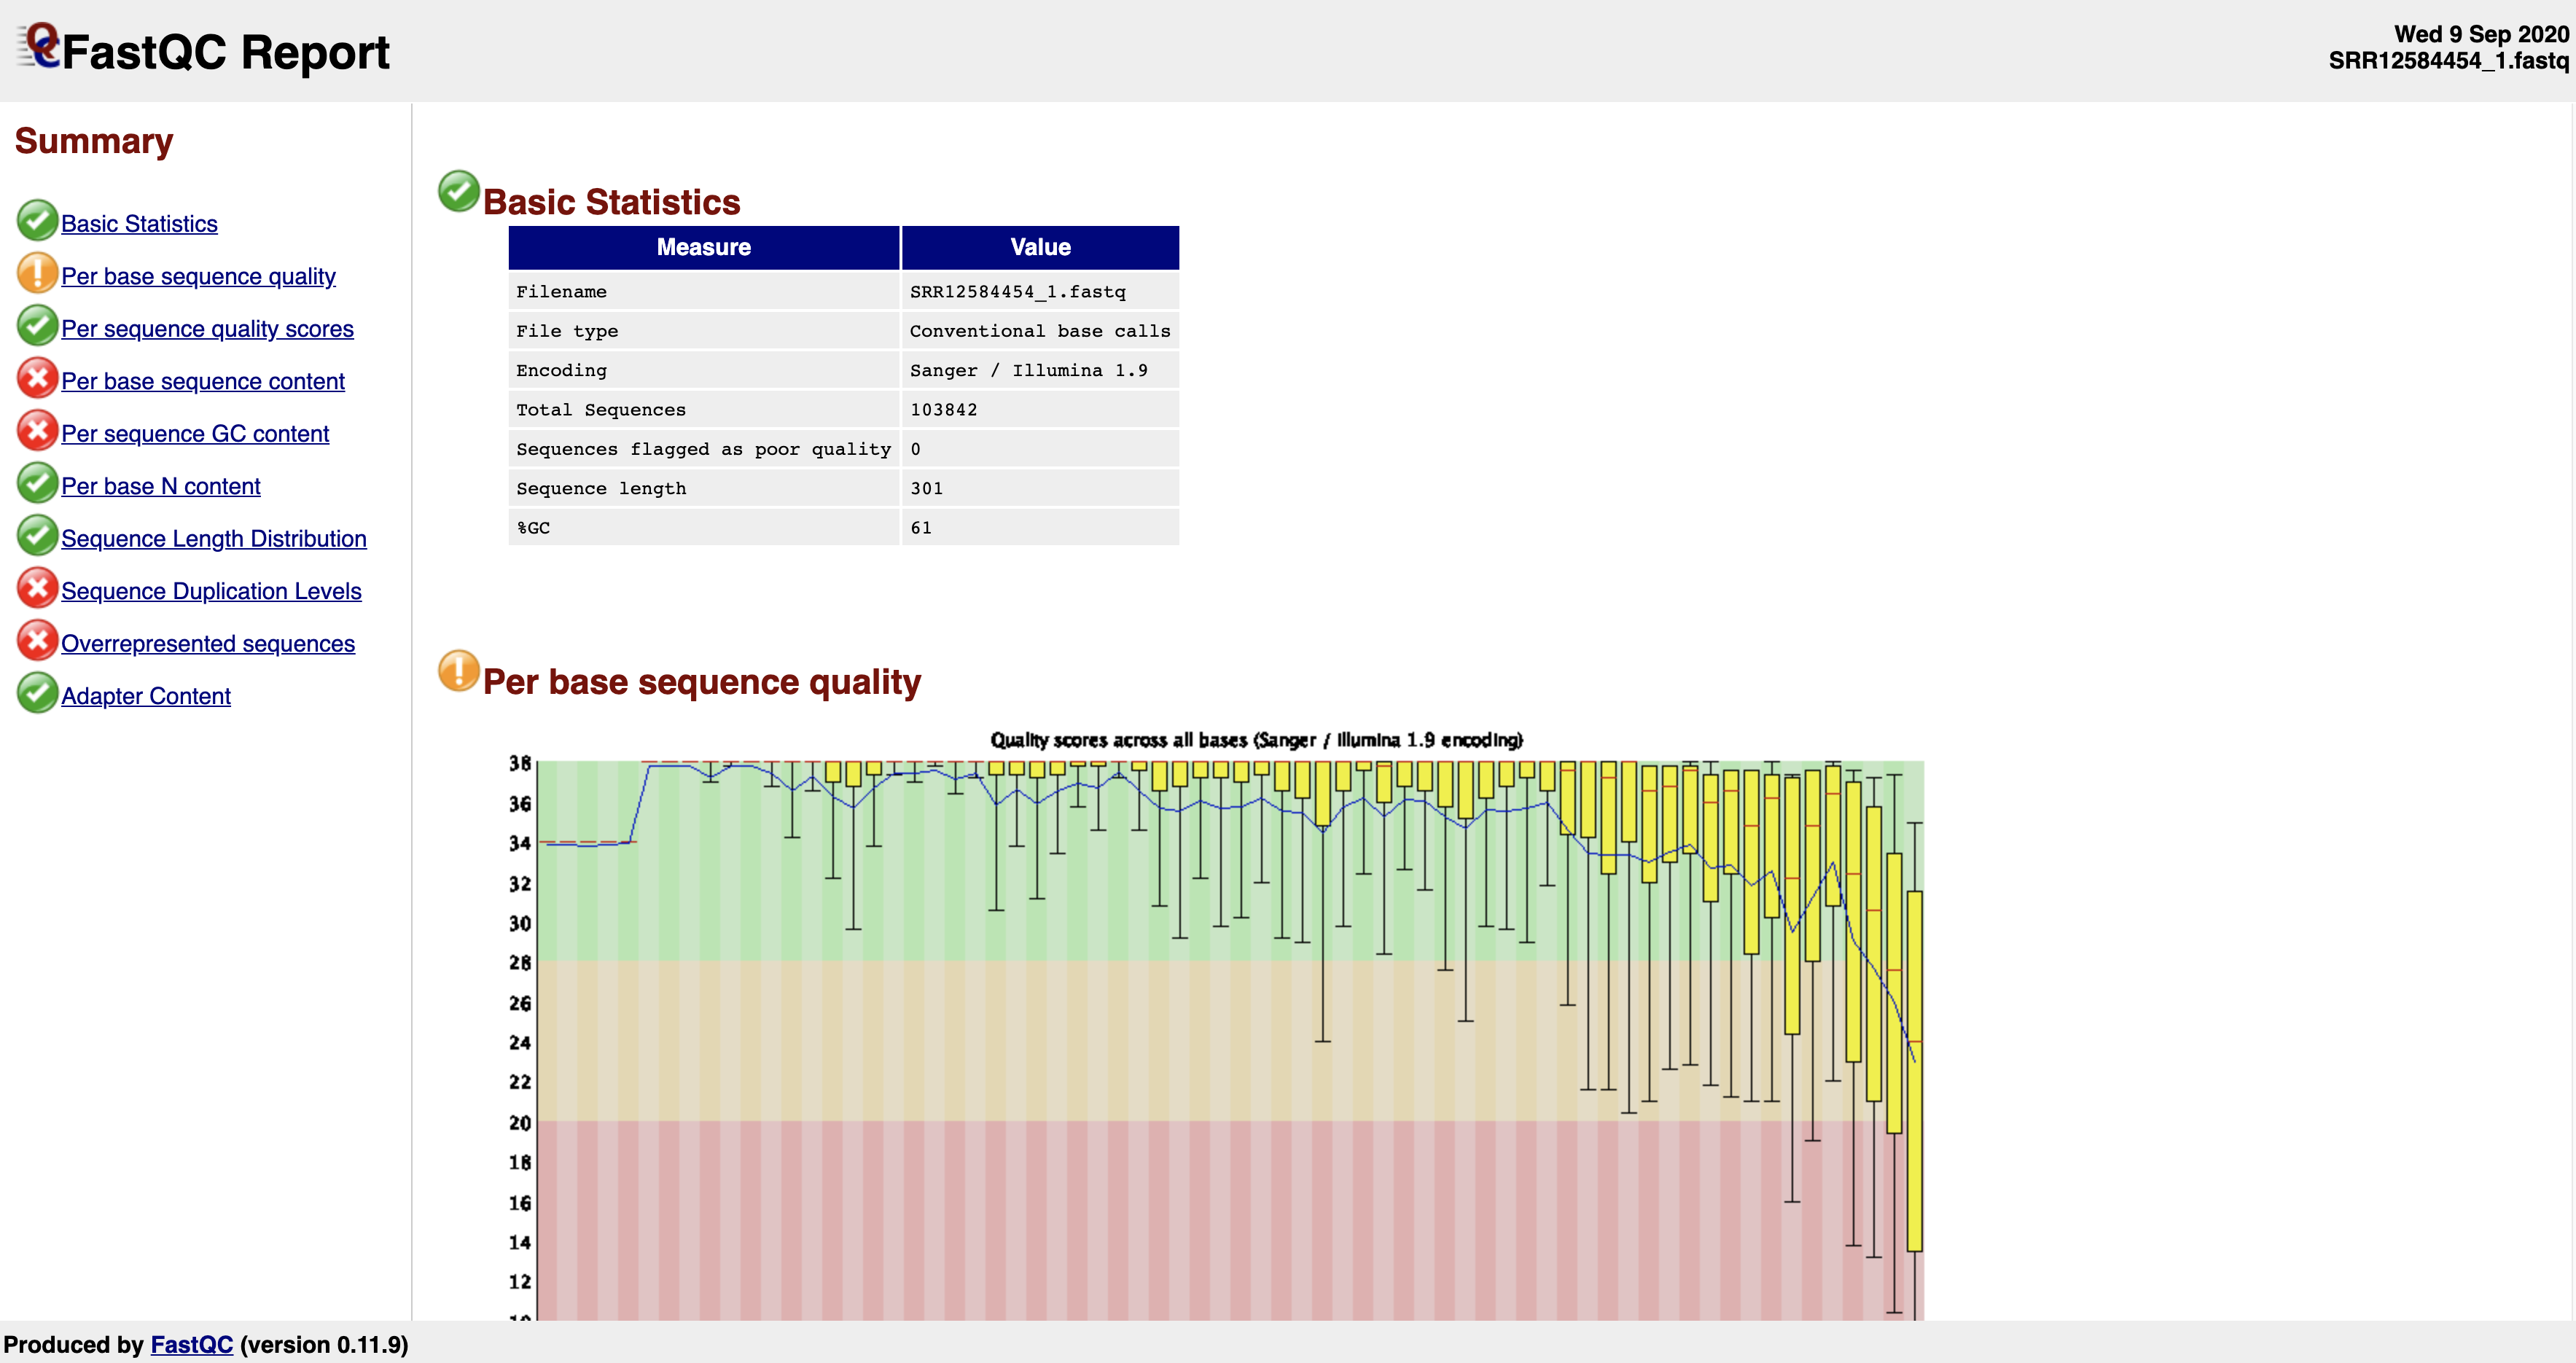 FastQC Report
Wed 9 Sep 2020
SRR12584454_1.fastq
Summary
Basic Statistics
Per base sequence quality
Per sequence quality scores
Per base sequence content
Per sequence GC content
Per base N content
Sequence Length Distribution
Sequence Duplication Levels
Overrepresented sequences
Adapter Content
Basic Statistics
Measure Value
Filename SRR12584454_1.fastq
File type Conventional base calls
Encoding Sanger / Illumina 1.9
Total Sequences 103842
Sequences flagged as poor quality 0
Sequence length 301
%GC 61
Per base sequence quality
Quality scores across all bases (Sanger / Illumina 1.9 encoding)
38
36
34
32
30
28
26
24
22
20
18
16
14
12
Produced by FastQC (version 0.11.9)